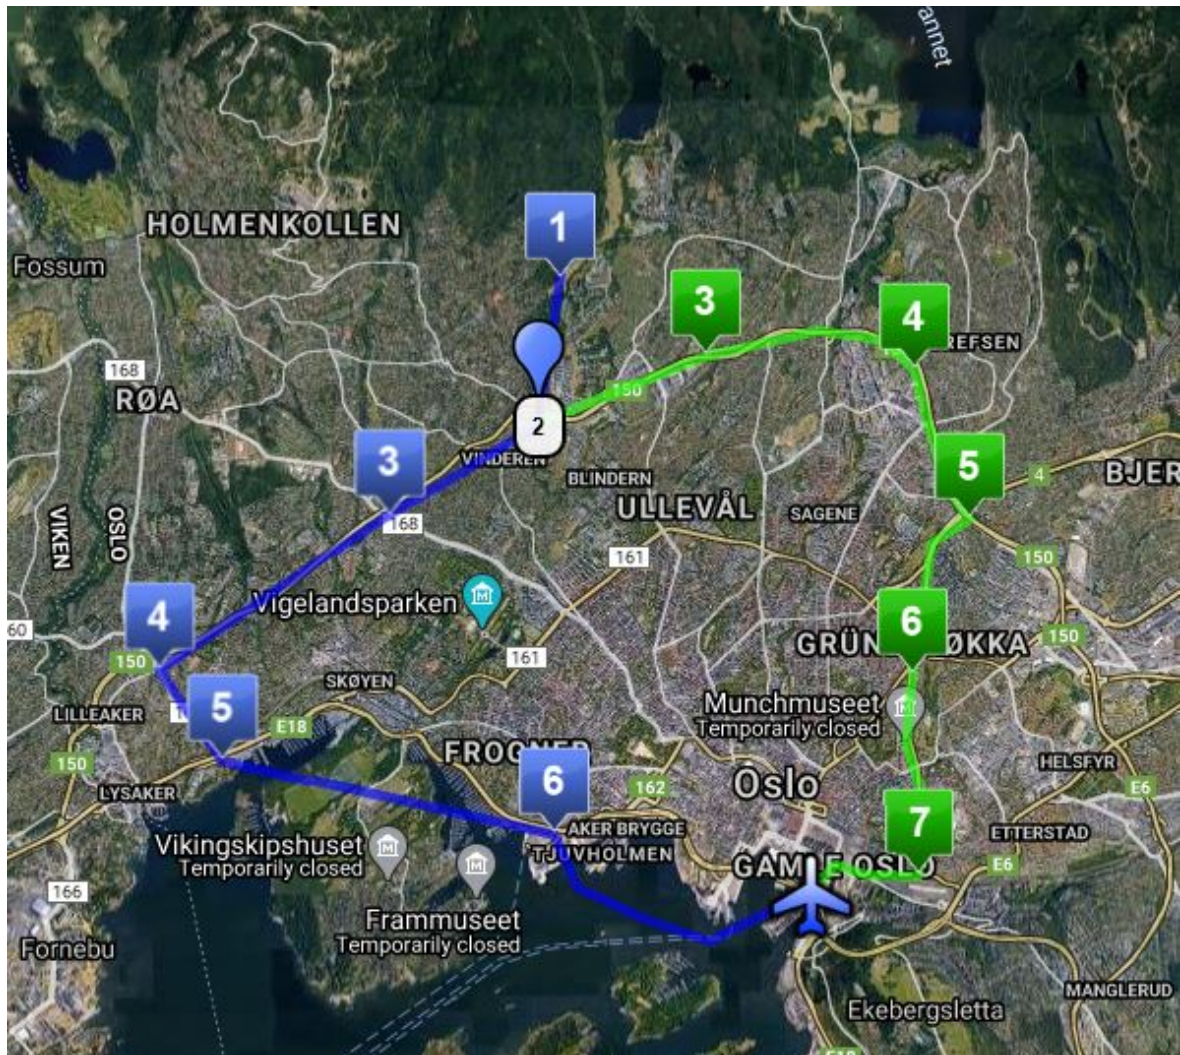 annet
HOLMENKOLLEN
1
Fossum
3
4
REFSEN
168
150
RØA
2
3
VINDEREN
5
4
BJER
BLINDERN
168
ULLEVÅL
SAGENE
VIKEN
OSLO
161
150
Vigelandsparken
4
6
60
150
GRÜN
ØKKA
161
150
SKØYEN
Munchmuseet
Temporarily closed
LILLEAKER
5
E18
FROGNER
150
HELSFYR
LYSAKER
6
162
Oslo
E6
7
AKER BRYGGE
ETTERSTAD
Vikingskipshuset
Temporarily closed
TJUVHOLMEN
GAMLE OSLO
E6
166
Frammuseet
Temporarily closed
Fornebu
MANGLERUD
Ekebergsletta
E18